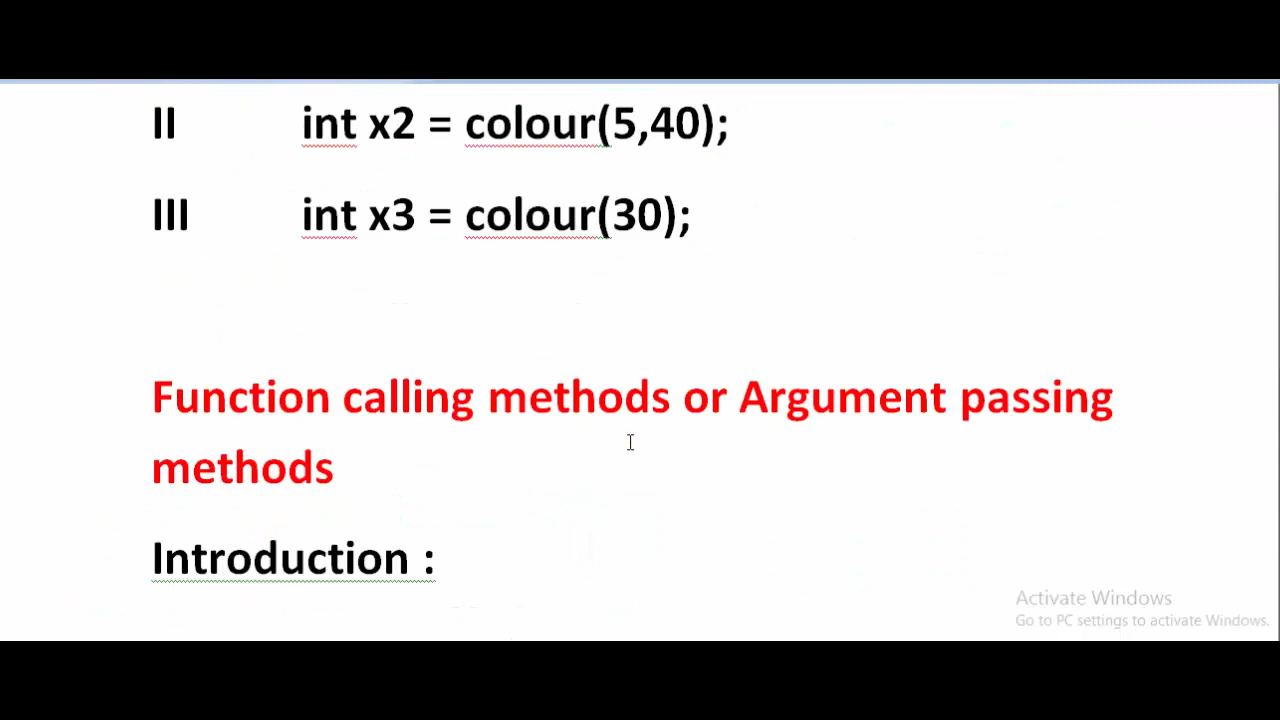 II int x2 = colour(5,40);
III int x3 = colour(30);
Function calling methods or Argument passing
methods
Introduction :
Activate Windows
Go to PC settings to activate Windows.